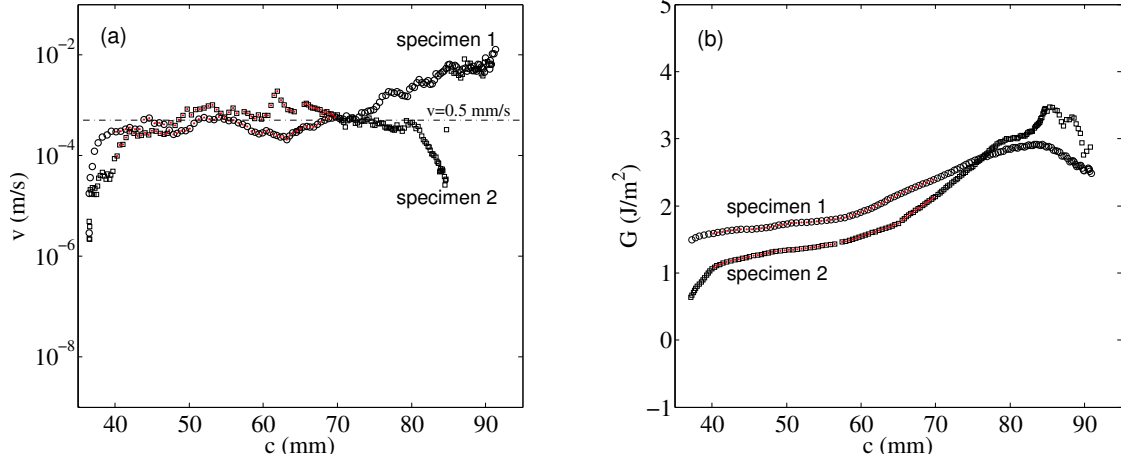 (a)
specimen 1
v=0.5 mm/s
specimen 2
10⁻²
10⁻⁴
10⁻⁶
10⁻⁸
v (m/s)
40 50 60 70 80 90
c (mm)
(b)
specimen 1
specimen 2
5
4
3
2
1
0
−1
G (J/m²)
40 50 60 70 80 90
c (mm)